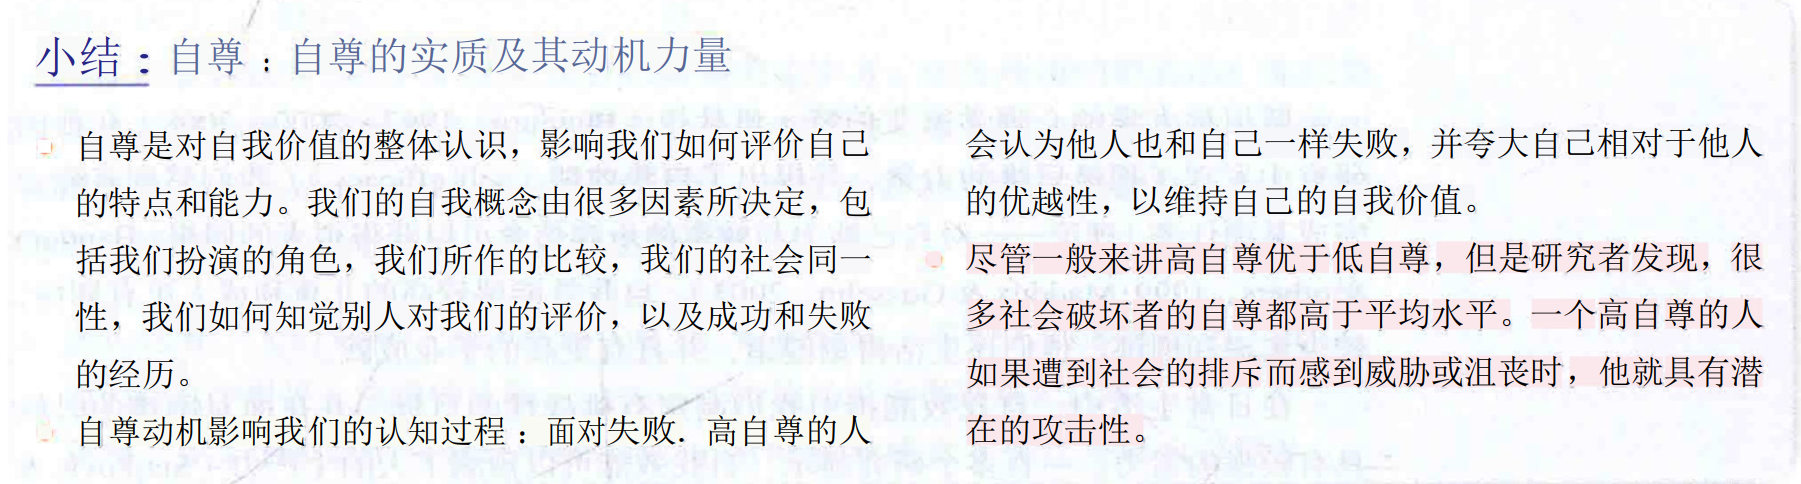 小结：自尊：自尊的实质及其动机力量
自尊是对自我价值的整体认识，影响我们如何评价自己
的特点和能力。我们的自我概念由很多因素所决定，包
括我们扮演的角色，我们所作的比较，我们的社会同一
性，我们如何知觉别人对我们的评价，以及成功和失败
的经历。
自尊动机影响我们的认知过程：面对失败．高自尊的人
会认为他人也和自己一样失败，并夸大自己相对于他人
的优越性，以维持自己的自我价值。
尽管一般来讲高自尊优于低自尊，但是研究者发现，很
多社会破坏者的自尊都高于平均水平。一个高自尊的人
如果遭到社会的排斥而感到威胁或沮丧时，他就具有潜
在的攻击性。